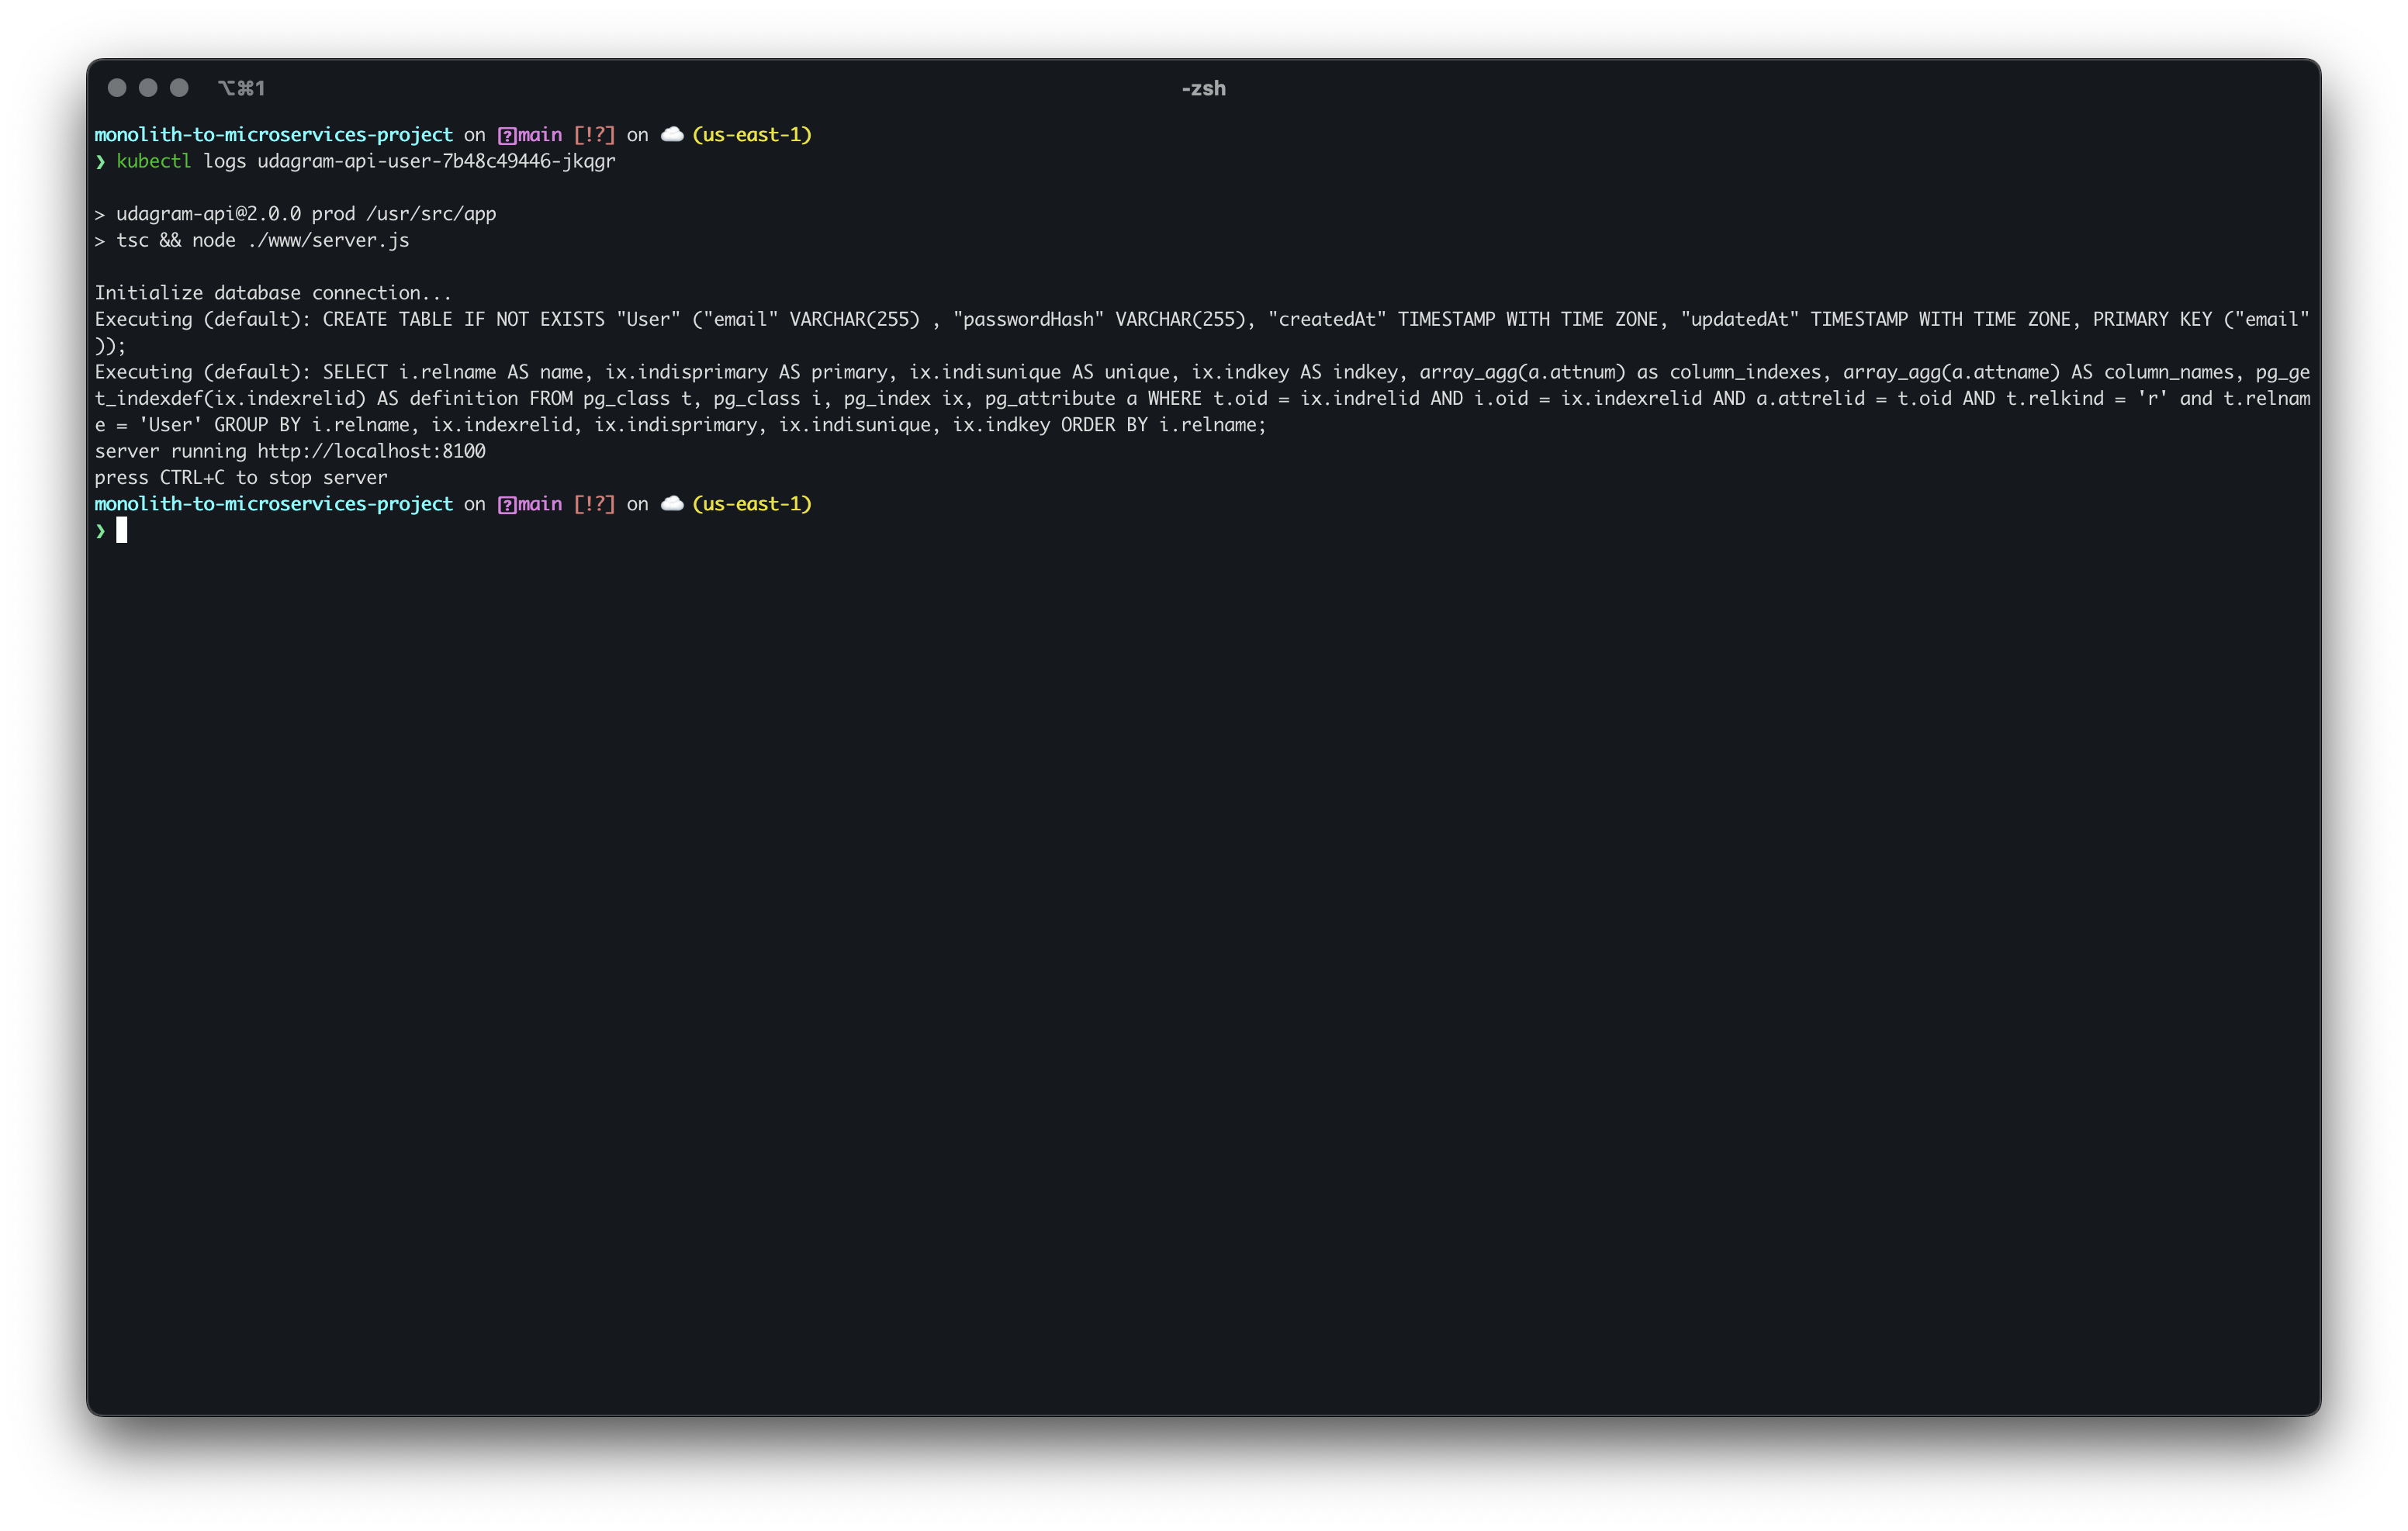 ⌥⌘1
-zsh
monolith-to-microservices-project on main [!?] on ☁️ (us-east-1)
❯ kubectl logs udagram-api-user-7b48c49446-jkqgr
> udagram-api@2.0.0 prod /usr/src/app
> tsc && node ./www/server.js
Initialize database connection...
Executing (default): CREATE TABLE IF NOT EXISTS "User" ("email" VARCHAR(255) , "passwordHash" VARCHAR(255), "createdAt" TIMESTAMP WITH TIME ZONE, "updatedAt" TIMESTAMP WITH TIME ZONE, PRIMARY KEY ("email"
));
Executing (default): SELECT i.relname AS name, ix.indisprimary AS primary, ix.indisunique AS unique, ix.indkey AS indkey, array_agg(a.attnum) as column_indexes, array_agg(a.attname) AS column_names, pg_ge
t_indexdef(ix.indexrelid) AS definition FROM pg_class t, pg_class i, pg_index ix, pg_attribute a WHERE t.oid = ix.indrelid AND i.oid = ix.indexrelid AND a.attrelid = t.oid AND t.relkind = 'r' and t.relnam
e = 'User' GROUP BY i.relname, ix.indexrelid, ix.indisprimary, ix.indisunique, ix.indkey ORDER BY i.relname;
server running http://localhost:8100
press CTRL+C to stop server
monolith-to-microservices-project on main [!?] on ☁️ (us-east-1)
❯